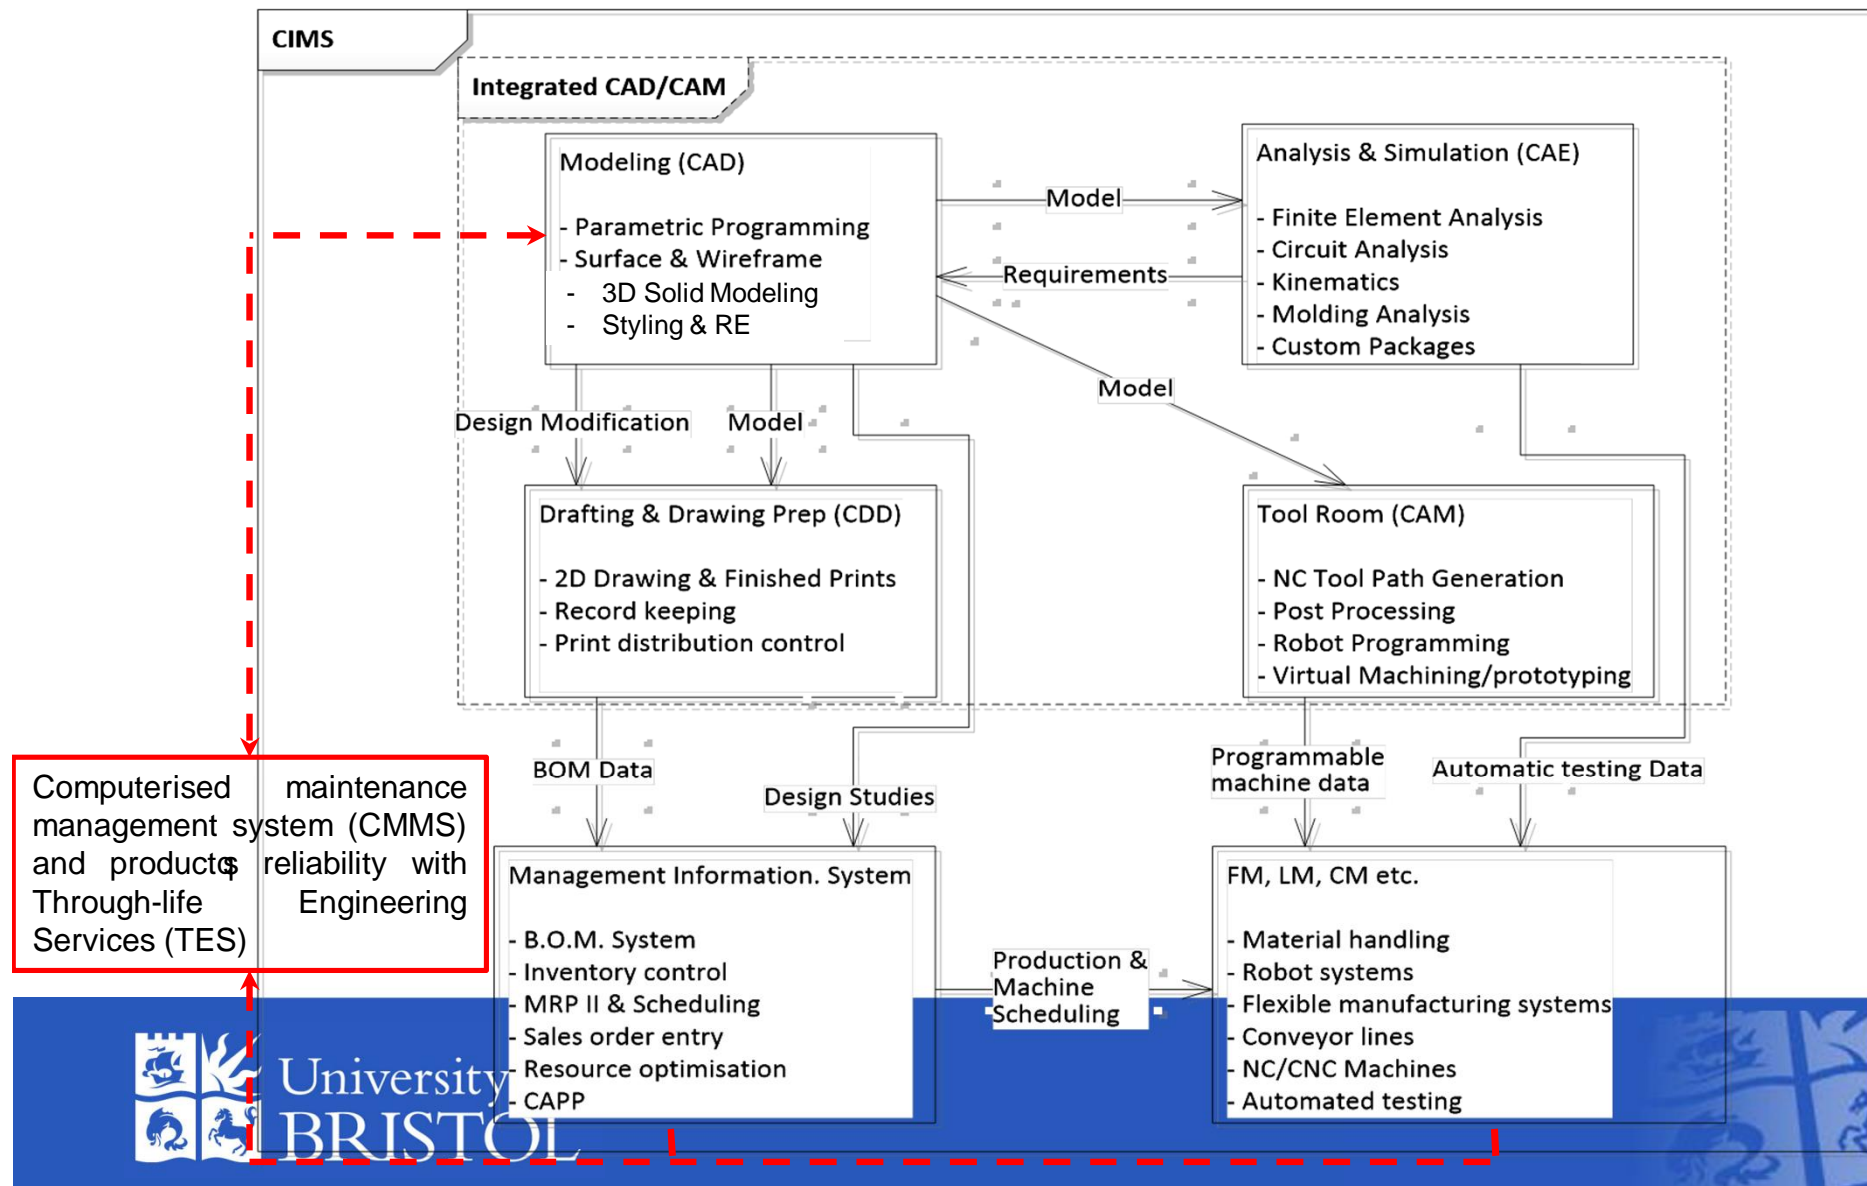 CIMS
Integrated CAD/CAM
Modeling (CAD)
- Parametric Programming
- Surface & Wireframe
- 3D Solid Modeling
- Styling & RE
Analysis & Simulation (CAE)
- Finite Element Analysis
- Circuit Analysis
- Kinematics
- Molding Analysis
- Custom Packages
Model
Requirements
Model
Design Modification
Model
Drafting & Drawing Prep (CDD)
- 2D Drawing & Finished Prints
- Record keeping
- Print distribution control
Tool Room (CAM)
- NC Tool Path Generation
- Post Processing
- Robot Programming
- Virtual Machining/prototyping
BOM Data
Design Studies
Programmable
machine data
Automatic testing Data
Computerised maintenance
management system (CMMS)
and products reliability with
Through-life Engineering
Services (TES)
Management Information. System
- B.O.M. System
- Inventory control
- MRP II & Scheduling
- Sales order entry
- Resource optimisation
- CAPP
Production &
Machine
Scheduling
FM, LM, CM etc.
- Material handling
- Robot systems
- Flexible manufacturing systems
- Conveyor lines
- NC/CNC Machines
- Automated testing
University
BRISTOL